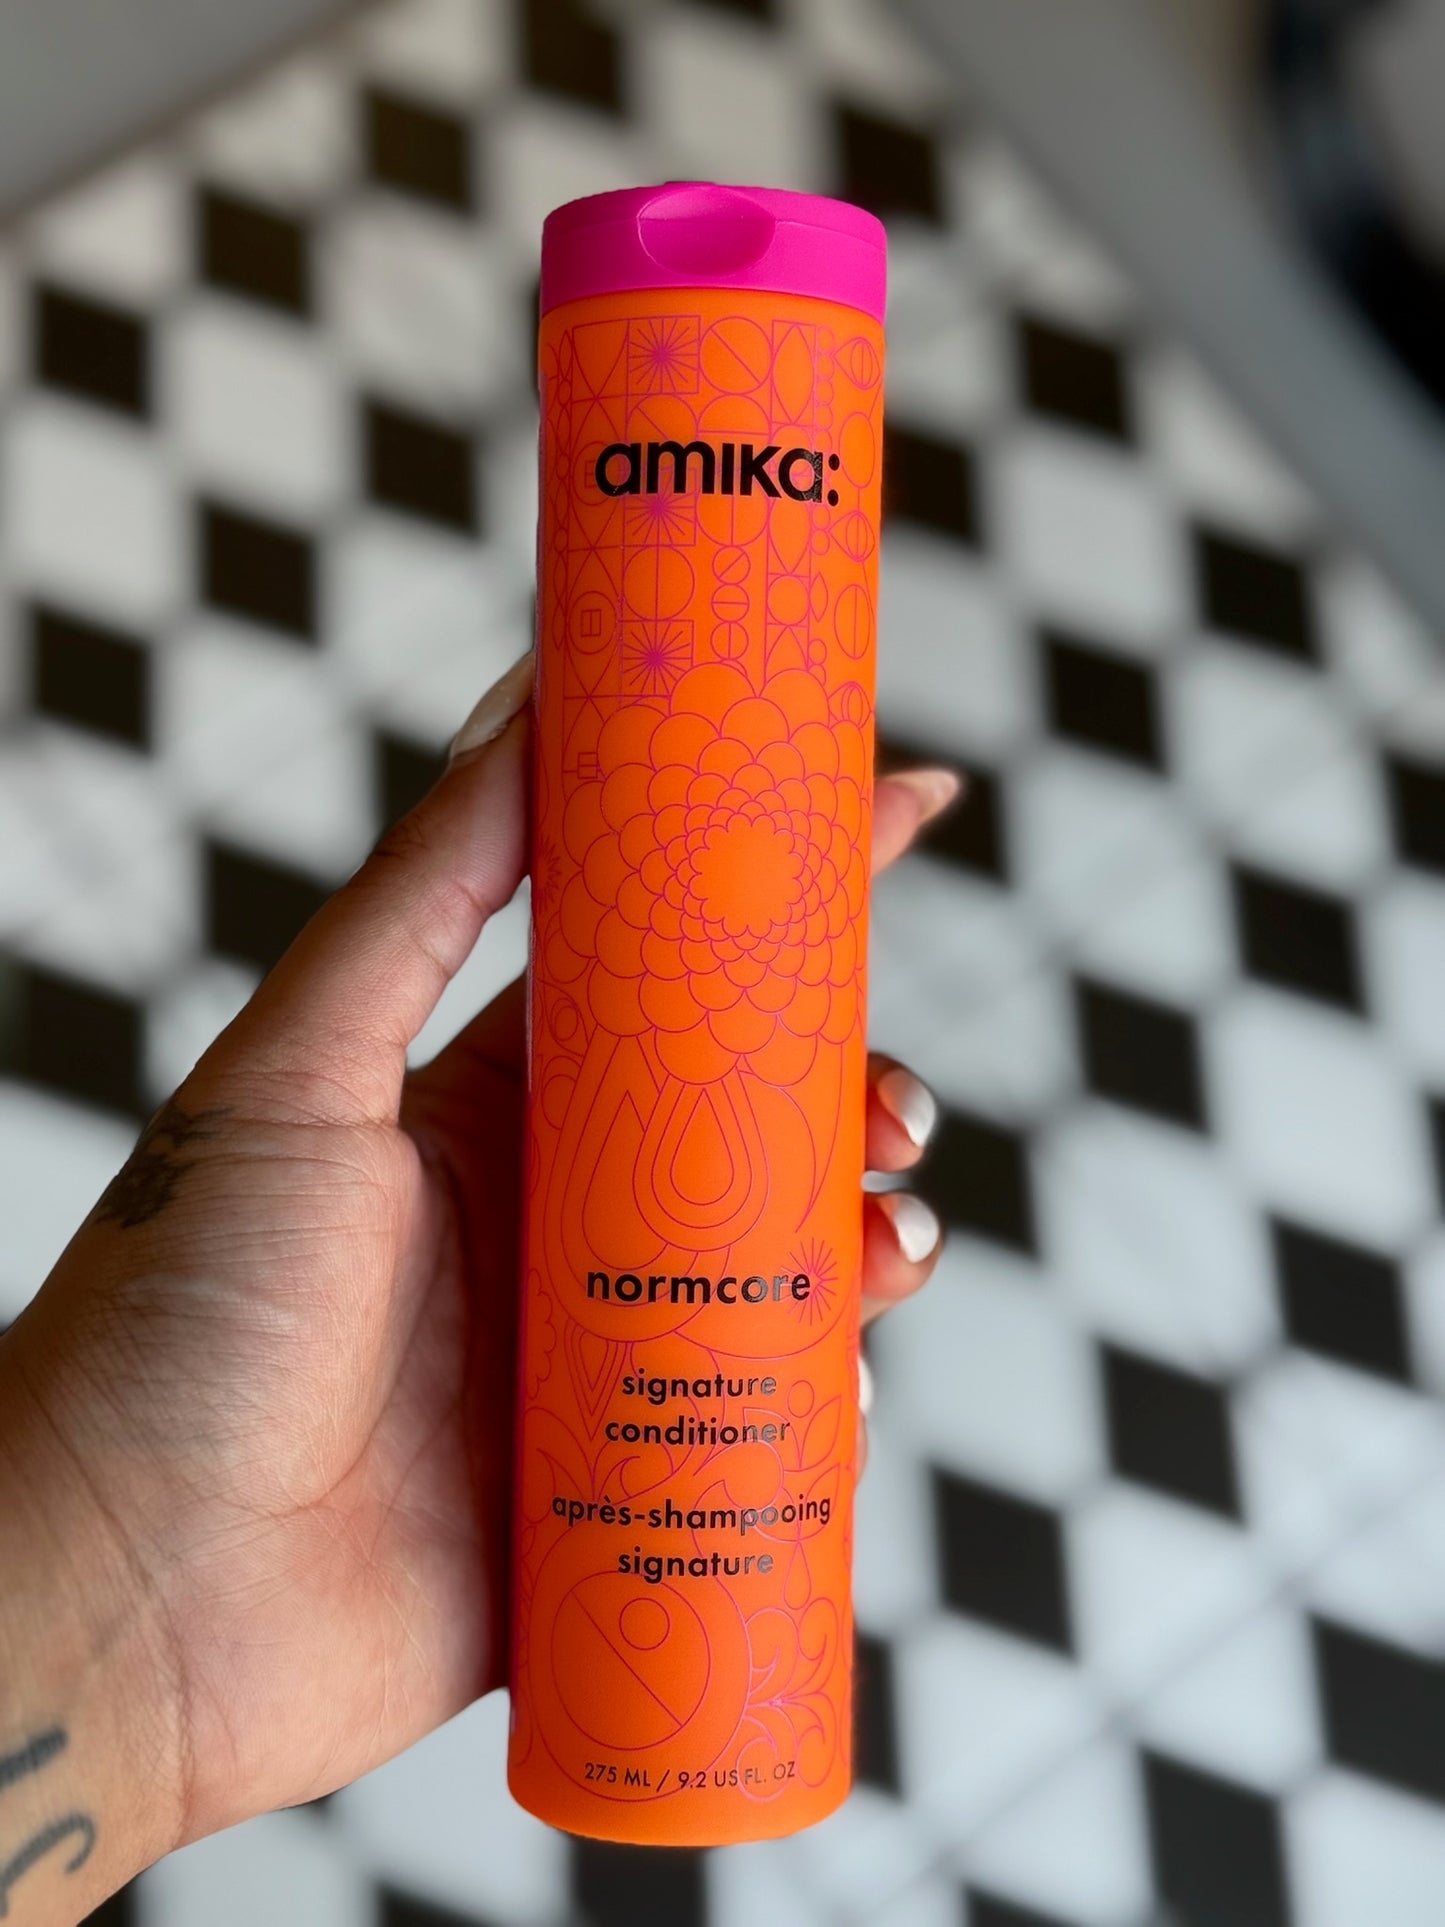 amika:
normcore
signature
conditioner
après-shampooing
signature
275 ML / 9.2 US FL. OZ